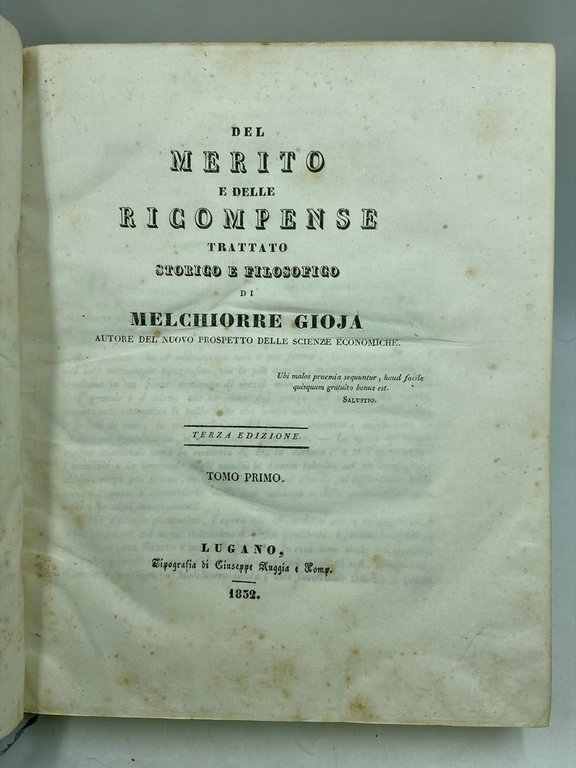 DEL
MERITO
E DELLE
RICOMPENSE
TRATTATO
STORICO E FILOSOFICO
DI
MELCHIORRE GIOJA
AUTORE DEL NUOVO PROSPETTO DELLE SCIENZE ECONOMICHE.
Ubi malos praemia sequuntur, haud facile
quisquam gratuito bonus est.
SALUSTIO.
TERZA EDIZIONE.
TOMO PRIMO.
LUGANO,
Tipografia di Giuseppe Ruggia e Comp.
1832.